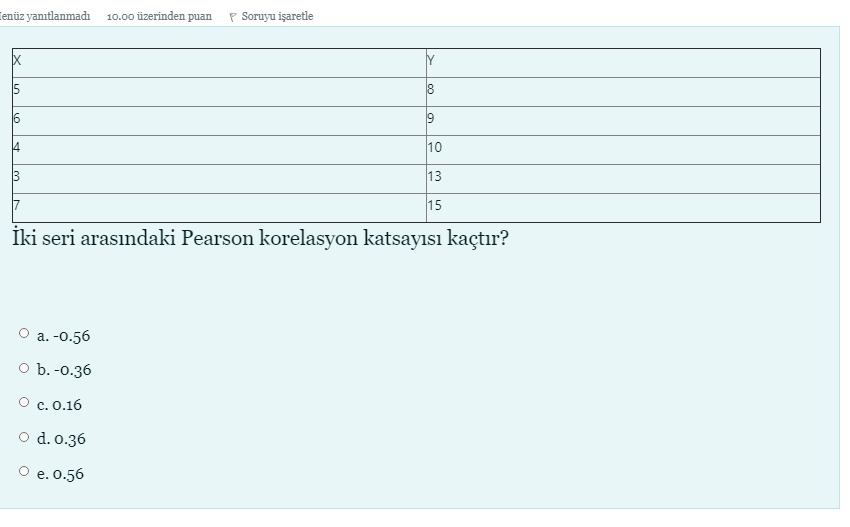 enüz yanıtlanmadı 10.00 üzerinden puan Soruyu işaretle
X Y
5 8
6 9
4 10
3 13
7 15
İki seri arasındaki Pearson korelasyon katsayısı kaçtır?
a. -0.56
b. -0.36
c. 0.16
d. 0.36
e. 0.56